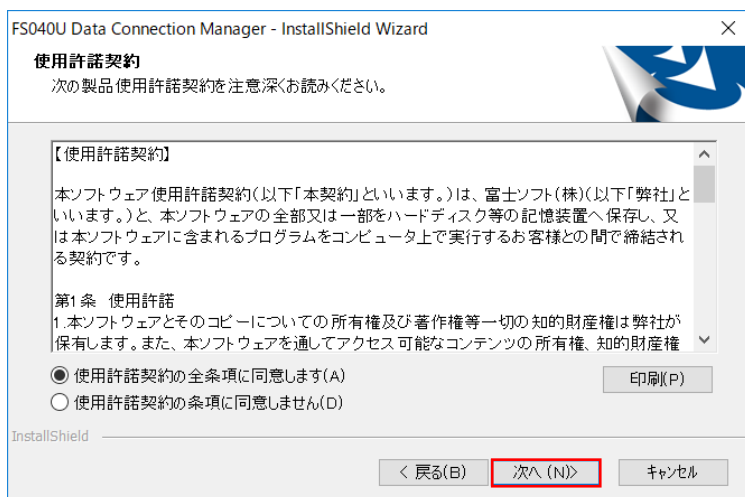 FS040U Data Connection Manager - InstallShield Wizard
使用許諾契約
次の製品使用許諾契約を注意深くお読みください。
【使用許諾契約】
本ソフトウェア使用許諾契約(以下「本契約」といいます。)は、富士ソフト(株)(以下「弊社」と
いいます。)と、本ソフトウェアの全部又は一部をハードディスク等の記憶装置へ保存し、又
は本ソフトウェアに含まれるプログラムをコンピュータ上で実行するお客様との間で締結され
る契約です。
第1条 使用許諾
1.本ソフトウェアとそのコピーについての所有権及び著作権等一切の知的財産権は弊社が
保有します。また、本ソフトウェアを通してアクセス可能なコンテンツの所有権、知的財産権
使用許諾契約の全条項に同意します(A)
印刷(P)
使用許諾契約の条項に同意しません(D)
InstallShield
< 戻る(B)
次へ (N)>
キャンセル